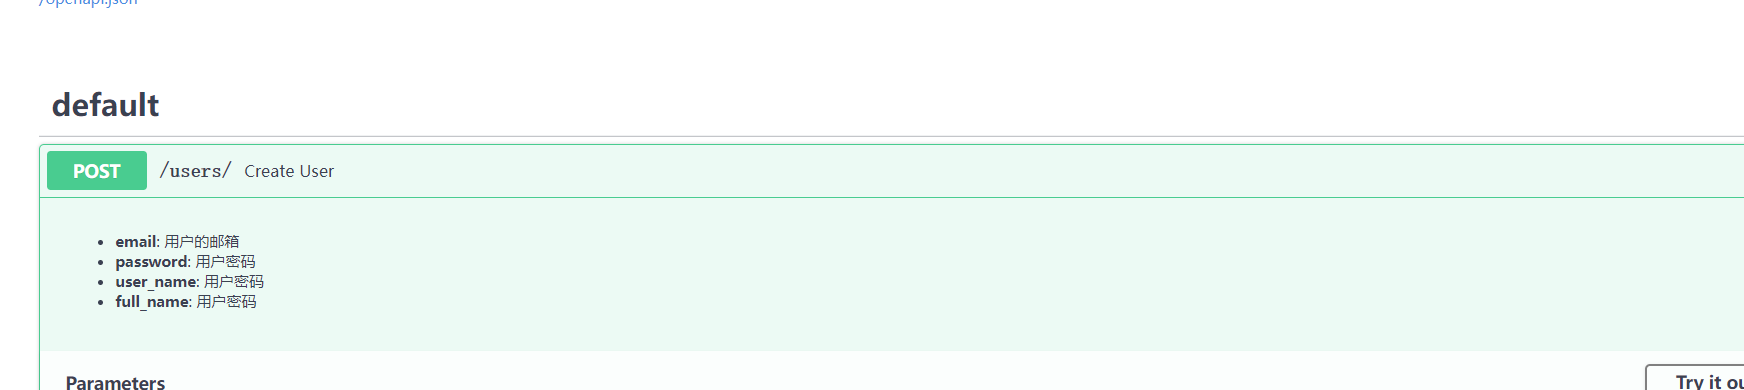 /openapi.json
default
POST /users/ Create User
email: 用户的邮箱
password: 用户密码
user_name: 用户密码
full_name: 用户密码
Parameters
Try it ou